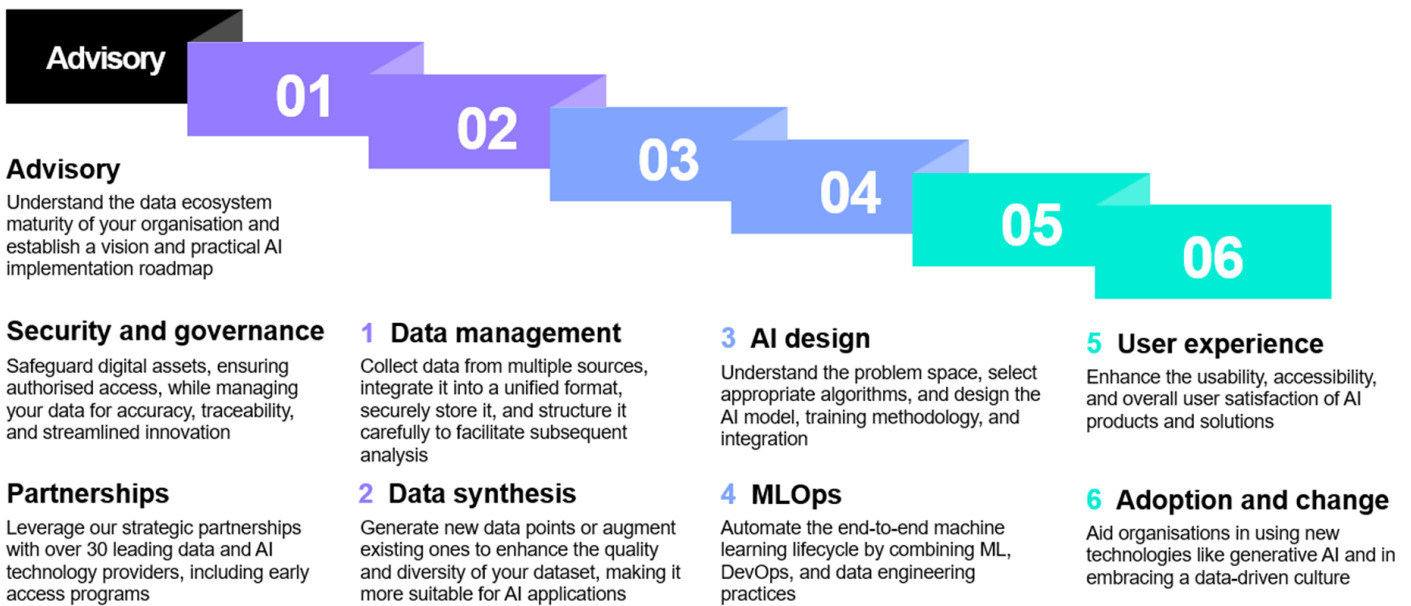 Advisory
01
02
03
04
05
06
Advisory
Understand the data ecosystem
maturity of your organisation and
establish a vision and practical AI
implementation roadmap
Security and governance
Safeguard digital assets, ensuring
authorised access, while managing
your data for accuracy, traceability,
and streamlined innovation
Partnerships
Leverage our strategic partnerships
with over 30 leading data and AI
technology providers, including early
access programs
1 Data management
Collect data from multiple sources,
integrate it into a unified format,
securely store it, and structure it
carefully to facilitate subsequent
analysis
2 Data synthesis
Generate new data points or augment
existing ones to enhance the quality
and diversity of your dataset, making it
more suitable for AI applications
3 AI design
Understand the problem space, select
appropriate algorithms, and design the
AI model, training methodology, and
integration
4 MLOps
Automate the end-to-end machine
learning lifecycle by combining ML,
DevOps, and data engineering
practices
5 User experience
Enhance the usability, accessibility,
and overall user satisfaction of AI
products and solutions
6 Adoption and change
Aid organisations in using new
technologies like generative AI and in
embracing a data-driven culture